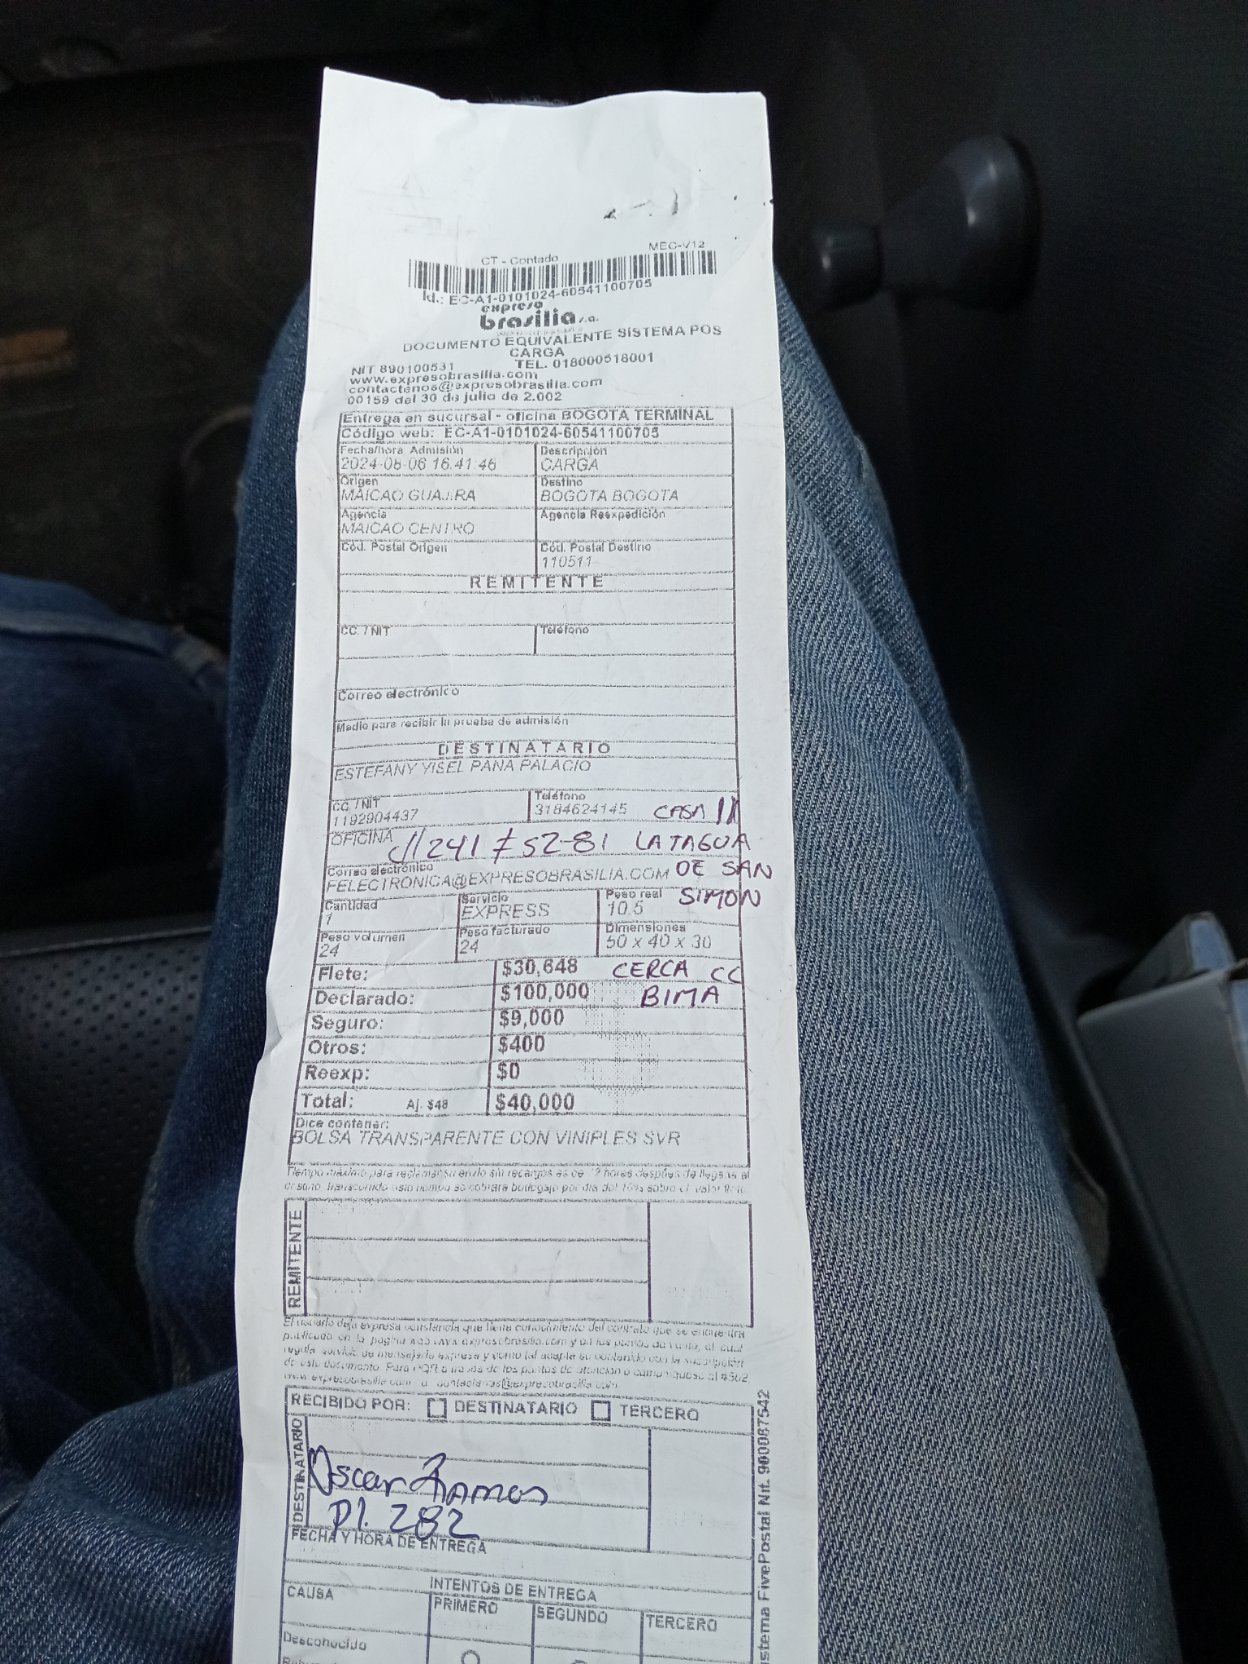 MEC-V12
CT - Contado
Id.: EC-A1-0101024-60541100705
expreso
brasilia s.a.
DOCUMENTO EQUIVALENTE SISTEMA POS
CARGA
NIT 890100531 TEL. 018000518001
www.expresobrasilia.com
contactenos@expresobrasilia.com
00159 del 30 de julio de 2.002
Entrega en sucursal - oficina BOGOTA TERMINAL
Código web: EC-A1-0101024-60541100705
Fecha/hora Admisión Descripción
2024-06-06 16:41:46 CARGA
Origen Destino
MAICAO GUAJIRA BOGOTA BOGOTA
Agencia Agencia Reexpedición
MAICAO CENTRO
Cód. Postal Origen Cód. Postal Destino
110511
REMITENTE
CC. / NIT Teléfono
Correo electrónico
Medio para recibir la prueba de admisión
DESTINATARIO
ESTEFANY YISEL PANA PALACIO
CC. / NIT Teléfono
1192904437 3184624145 CASA 11
OFICINA Cll 241 # 52-81 LA TAGUA
Correo electrónico DE SAN
FELECTRONICA@EXPRESOBRASILIA.COM
Cantidad Servicio Peso real SIMON
1 EXPRESS 10.5
Peso volumen Peso facturado Dimensiones
24 24 50 x 40 x 30
Flete: $30,648 CERCA CC
Declarado: $100,000 BIMA
Seguro: $9,000
Otros: $400
Reexp: $0
Total: Aj. $48 $40,000
Dice contener:
BOLSA TRANSPARENTE CON VINIPLES SVR
REMITENTE
RECIBIDO POR: DESTINATARIO TERCERO
DESTINATARIO
Oscar Ramos
Pl. 282
FECHA Y HORA DE ENTREGA
INTENTOS DE ENTREGA
CAUSA PRIMERO SEGUNDO TERCERO
Desconocido
istema FivePostal Nit. 900087542